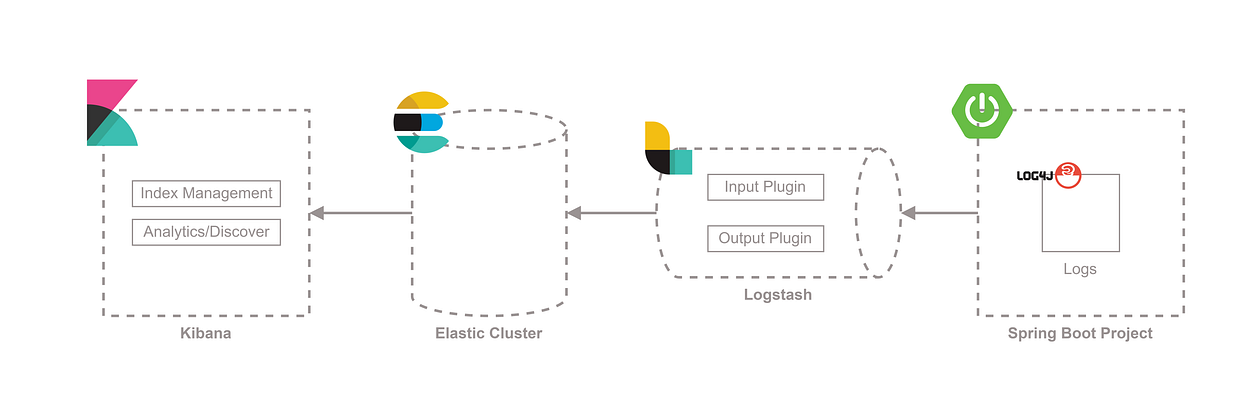 Index Management
Analytics/Discover
Kibana
Elastic Cluster
Input Plugin
Output Plugin
Logstash
LOG4J
Logs
Spring Boot Project